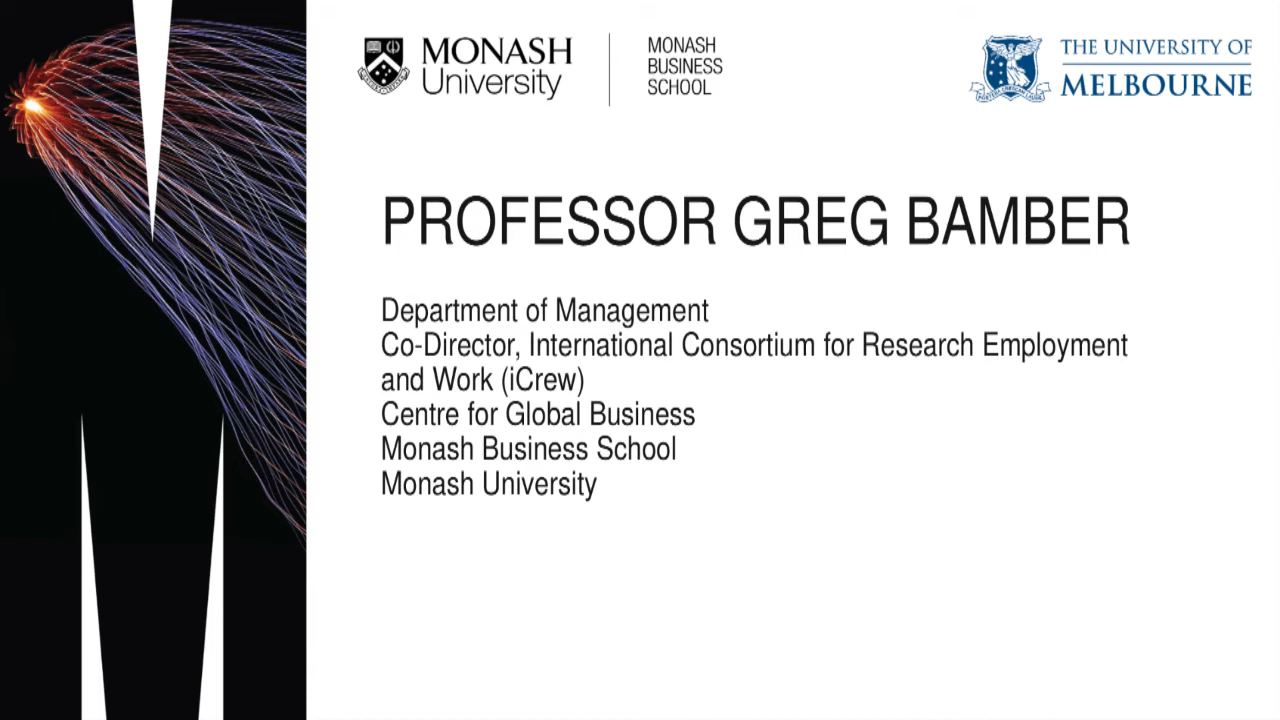 MONASH
University
MONASH
BUSINESS
SCHOOL
THE UNIVERSITY OF
MELBOURNE
PROFESSOR GREG BAMBER
Department of Management
Co-Director, International Consortium for Research Employment
and Work (iCrew)
Centre for Global Business
Monash Business School
Monash University